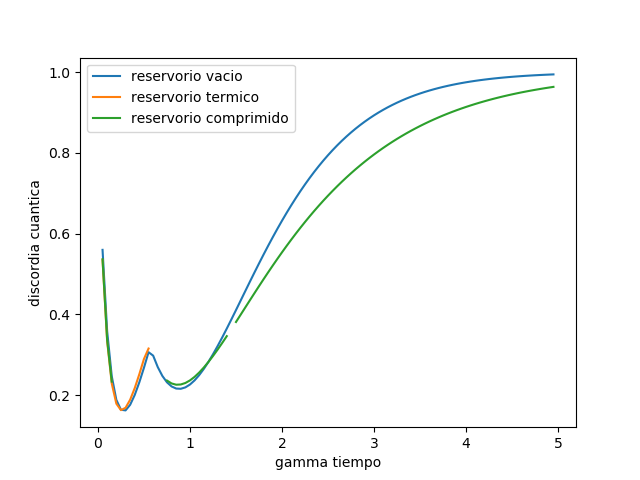 reservorio vacio
reservorio termico
reservorio comprimido
1.0
0.8
0.6
0.4
0.2
discordia cuantica
0 1 2 3 4 5
gamma tiempo